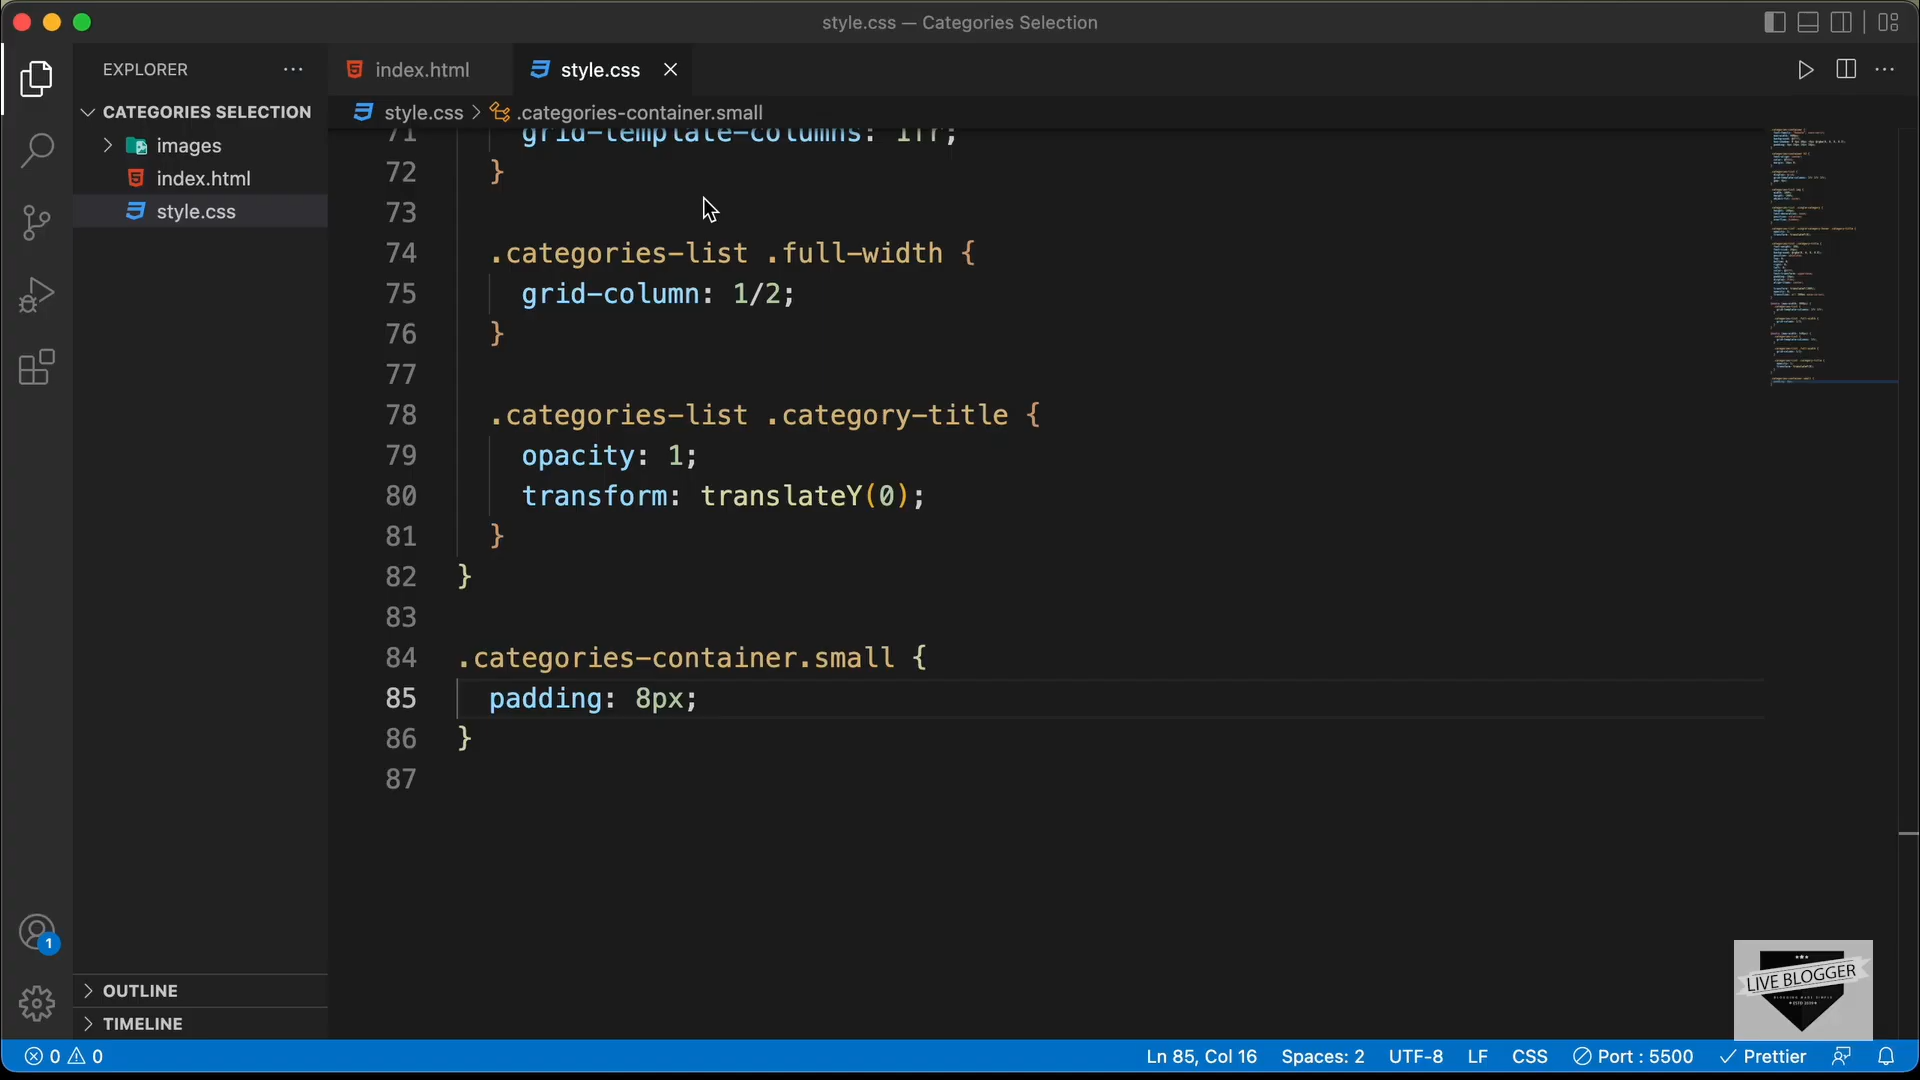 style.css — Categories Selection
EXPLORER
index.html
style.css
CATEGORIES SELECTION
style.css > .categories-container.small
images
index.html
style.css
71 grid-template-columns: 1fr;
72 }
73
74 .categories-list .full-width {
75 grid-column: 1/2;
76 }
77
78 .categories-list .category-title {
79 opacity: 1;
80 transform: translateY(0);
81 }
82 }
83
84 .categories-container.small {
85 padding: 8px;
86 }
87
1
OUTLINE
TIMELINE
LIVE BLOGGER
0 0
Ln 85, Col 16 Spaces: 2 UTF-8 LF CSS Port : 5500 Prettier